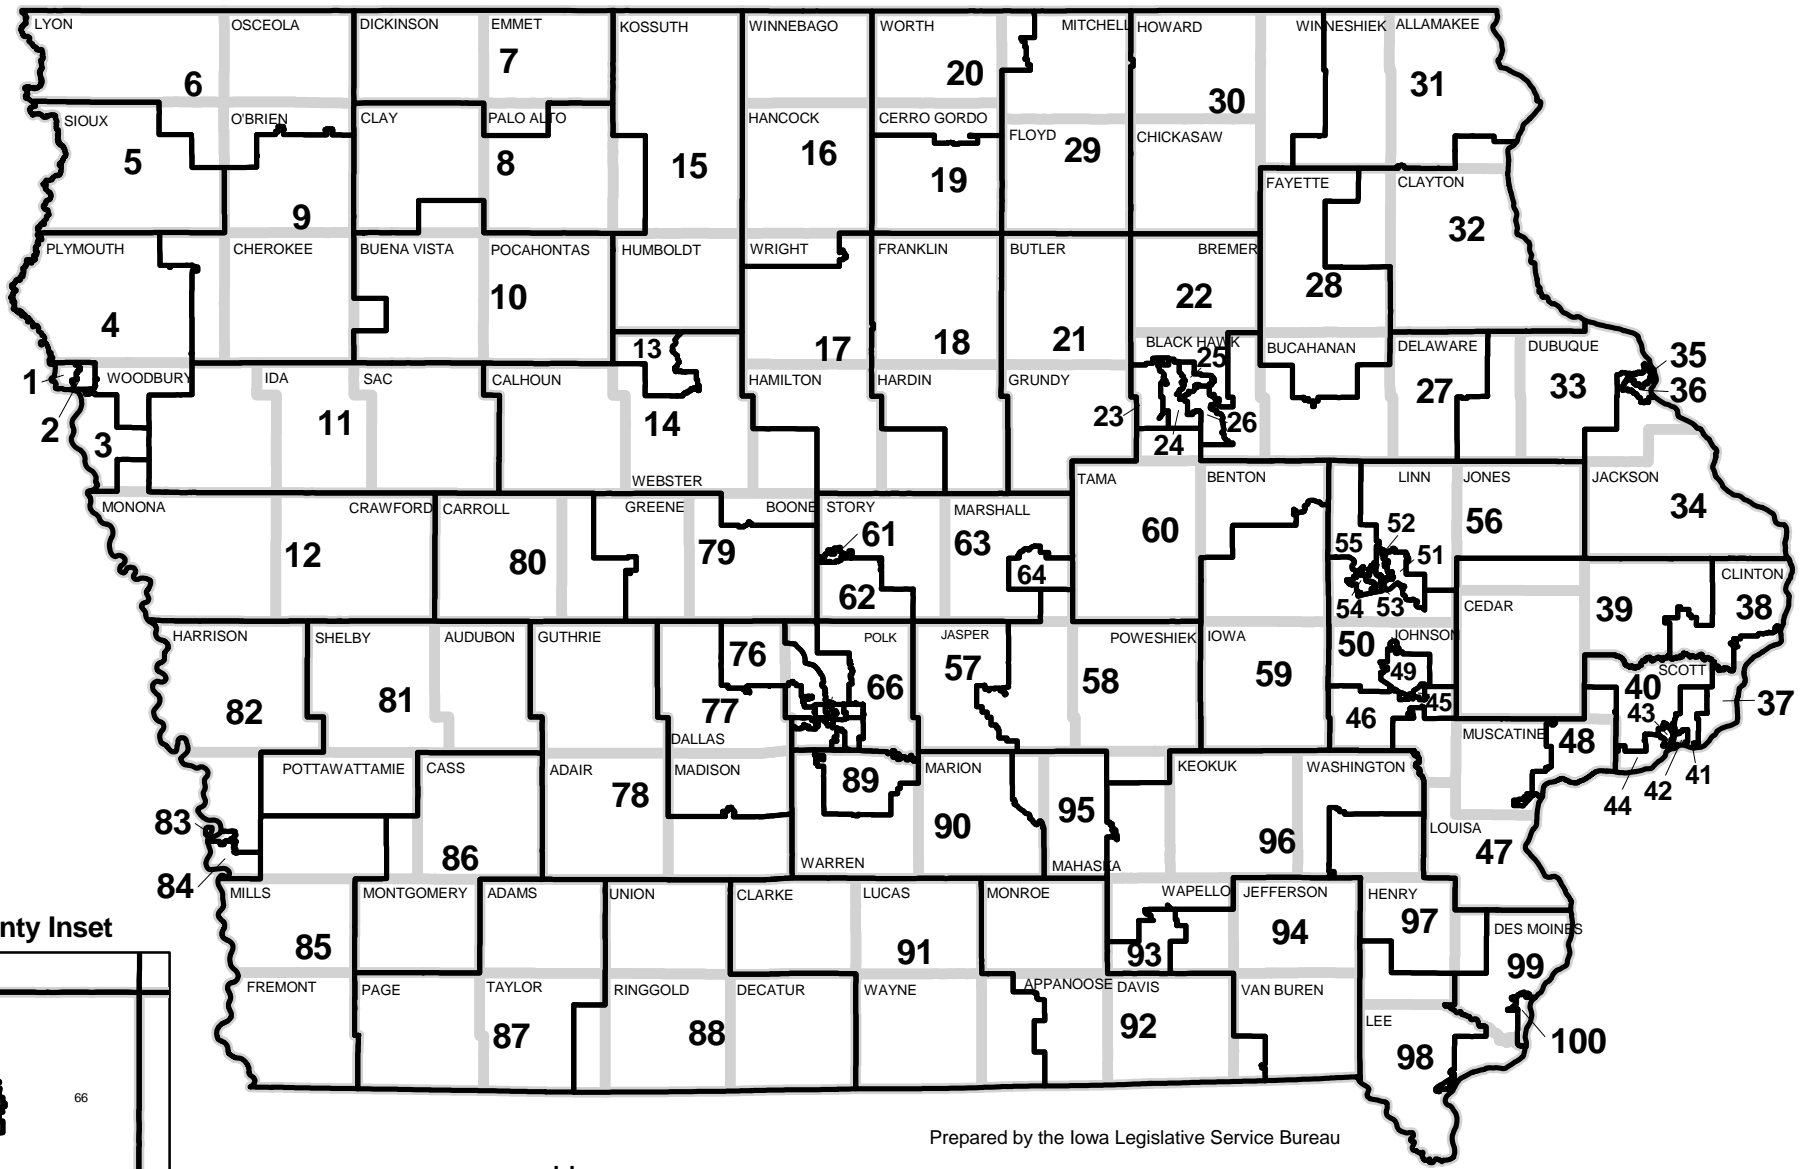 LYON OSCEOLA DICKINSON EMMET KOSSUTH WINNEBAGO WORTH MITCHELL HOWARD WINNESHIEK ALLAMAKEE
6 7 20 30 31
SIOUX O'BRIEN CLAY PALO ALTO HANCOCK CERRO GORDO FLOYD CHICKASAW
5 8 15 16 19 29
FAYETTE CLAYTON
9 32
PLYMOUTH CHEROKEE BUENA VISTA POCAHONTAS HUMBOLDT WRIGHT FRANKLIN BUTLER BREMER
4 10 22 28
13 17 18 21 BLACK HAWK 25 BUCAHANAN DELAWARE DUBUQUE 35
1 WOODBURY IDA SAC CALHOUN HAMILTON HARDIN GRUNDY 27 33 36
2 3 11 14 23 24 26
WEBSTER TAMA BENTON LINN JONES JACKSON
MONONA CRAWFORD CARROLL GREENE BOONE STORY MARSHALL 34
12 80 79 61 63 60 55 52 51 56
64 CLINTON
62 54 53 CEDAR 39 38
HARRISON SHELBY AUDUBON GUTHRIE POLK JASPER POWESHIEK IOWA JOHNSON
76 66 57 58 59 50 49 SCOTT
82 81 77 46 45 40 37
DALLAS MUSCATINE 43 48
POTTAWATTAMIE CASS ADAIR MADISON MARION KEOKUK WASHINGTON
78 89 95 44 42 41
83 90 96 LOUISA
84 86 WARREN MAHASKA 47
MILLS MONTGOMERY ADAMS UNION CLARKE LUCAS MONROE WAPELLO JEFFERSON HENRY
nty Inset
85 91 93 94 97 DES MOINES
99
FREMONT PAGE TAYLOR RINGGOLD DECATUR WAYNE APPANOOSE DAVIS VAN BUREN
87 88 92 LEE 100
98
66
Prepared by the Iowa Legislative Service Bureau